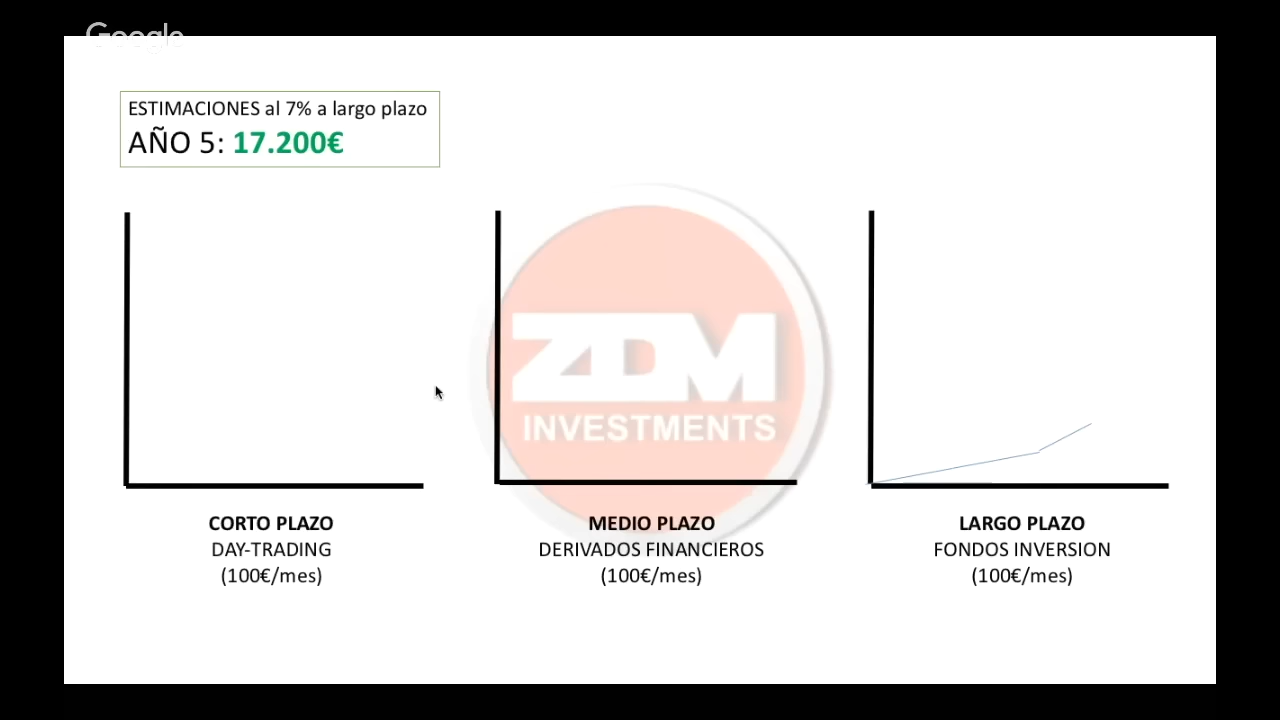 Google
ESTIMACIONES al 7% a largo plazo
AÑO 5: 17.200€
ZDM
INVESTMENTS
CORTO PLAZO
DAY-TRADING
(100€/mes)
MEDIO PLAZO
DERIVADOS FINANCIEROS
(100€/mes)
LARGO PLAZO
FONDOS INVERSION
(100€/mes)